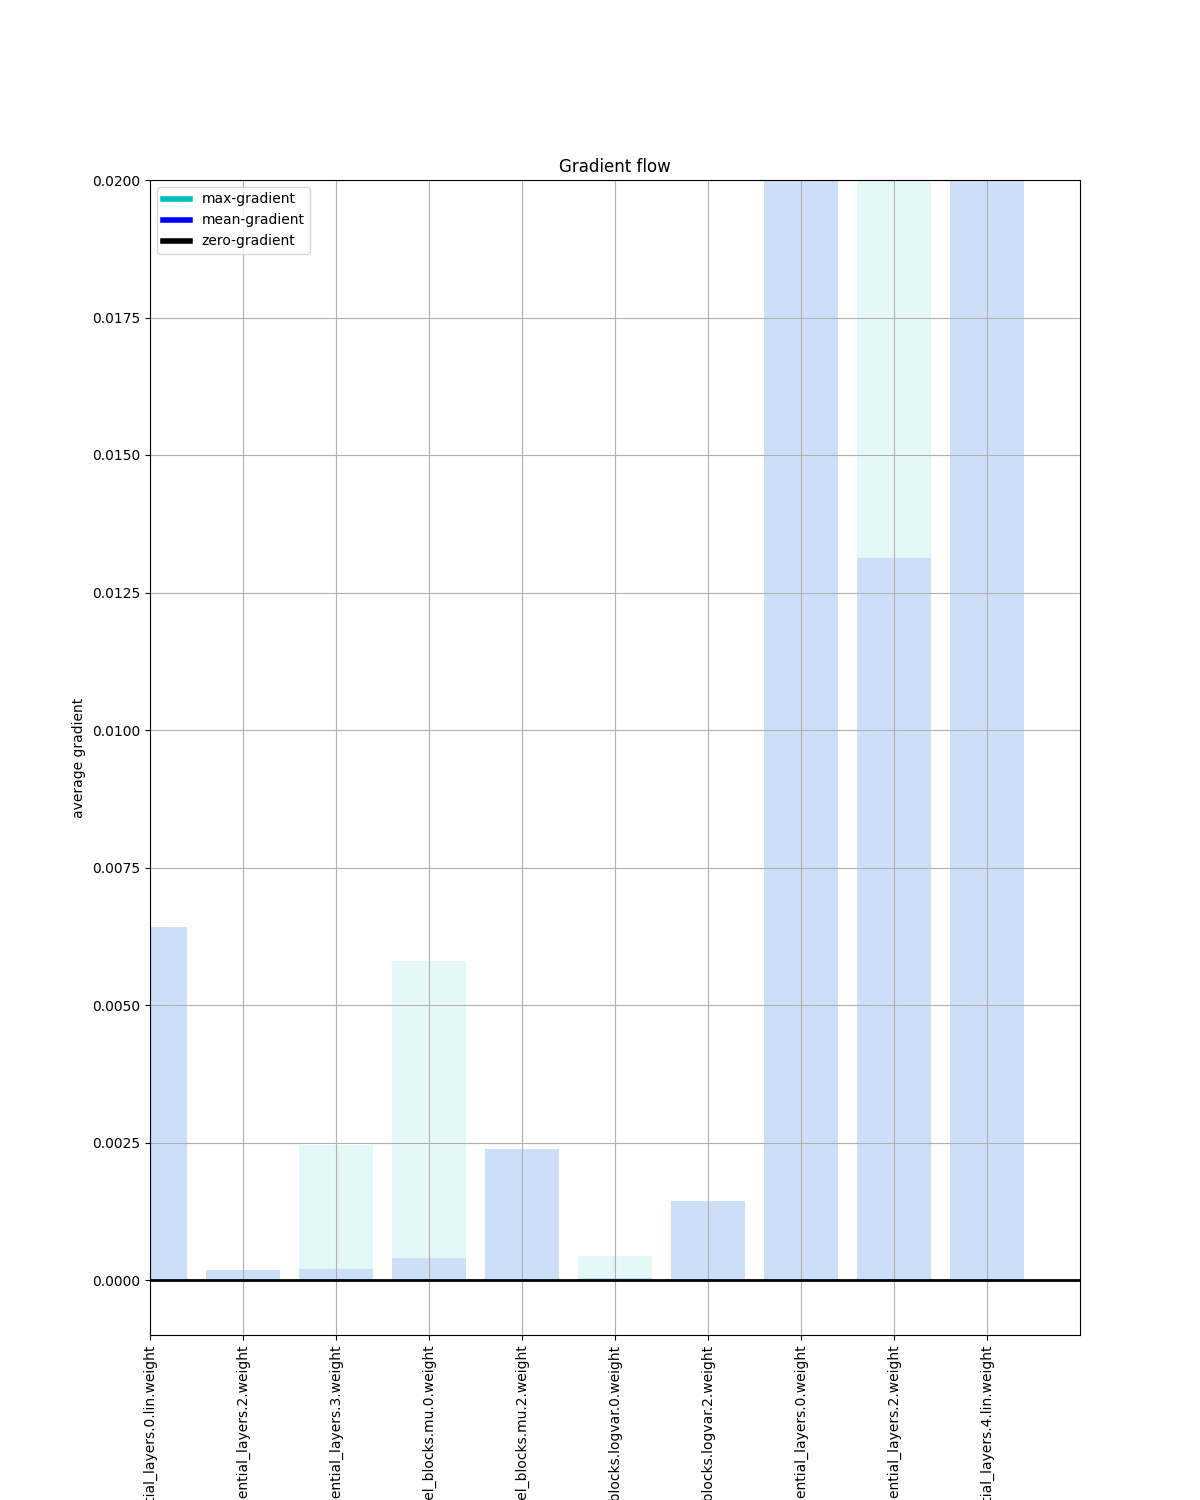 Gradient flow
max-gradient
mean-gradient
zero-gradient
0.0200
0.0175
0.0150
0.0125
0.0100
0.0075
0.0050
0.0025
0.0000
average gradient
tial_layers.0.lin.weight
ential_layers.2.weight
ential_layers.3.weight
el_blocks.mu.0.weight
el_blocks.mu.2.weight
blocks.logvar.0.weight
blocks.logvar.2.weight
ential_layers.0.weight
ential_layers.2.weight
tial_layers.4.lin.weight